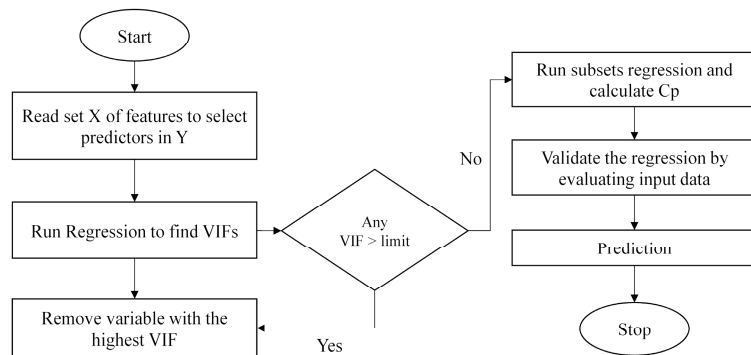 Start
Read set X of features to select
predictors in Y
Run Regression to find VIFs
Remove variable with the
highest VIF
Any
VIF > limit
Yes
No
Run subsets regression and
calculate Cp
Validate the regression by
evaluating input data
Prediction
Stop